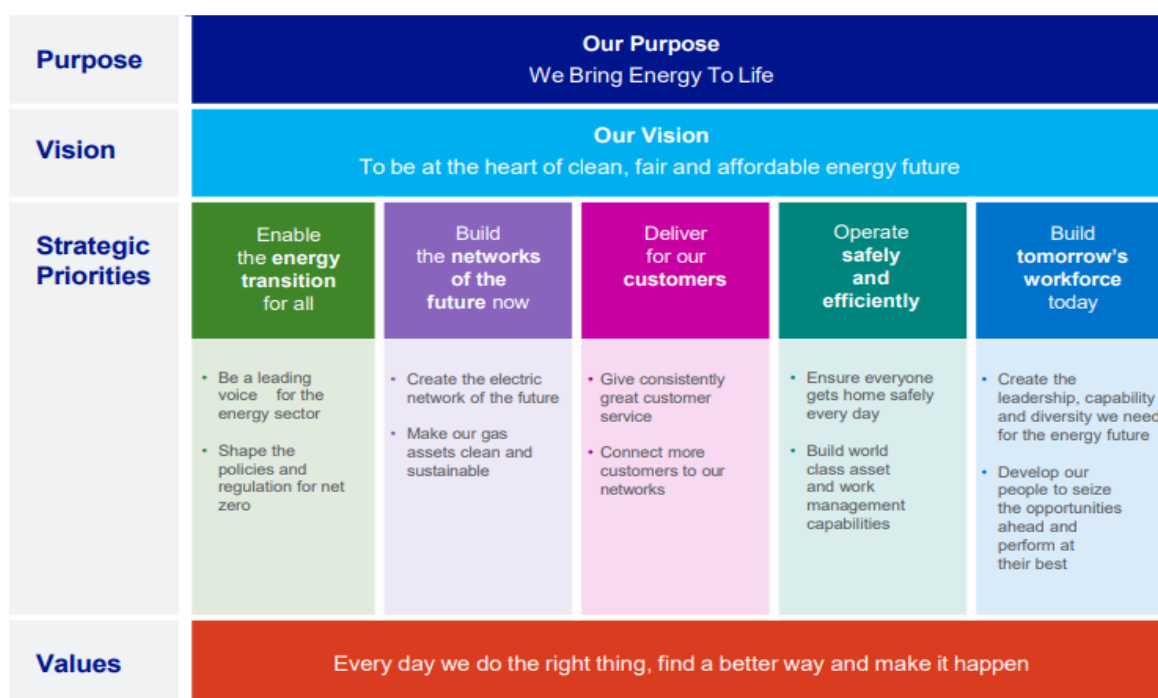 Purpose
Our Purpose
We Bring Energy To Life
Vision
Our Vision
To be at the heart of clean, fair and affordable energy future
Strategic
Priorities
Enable
the energy
transition
for all
Build
the networks
of the
future now
Deliver
for our
customers
Operate
safely
and
efficiently
Build
tomorrow's
workforce
today
• Be a leading
voice for the
energy sector
• Shape the
policies and
regulation for net
zero
• Create the electric
network of the future
• Make our gas
assets clean and
sustainable
• Give consistently
great customer
service
• Connect more
customers to our
networks
• Ensure everyone
gets home safely
every day
• Build world
class asset
and work
management
capabilities
• Create the
leadership, capability
and diversity we need
for the energy future
• Develop our
people to seize
the opportunities
ahead and
perform at
their best
Values
Every day we do the right thing, find a better way and make it happen